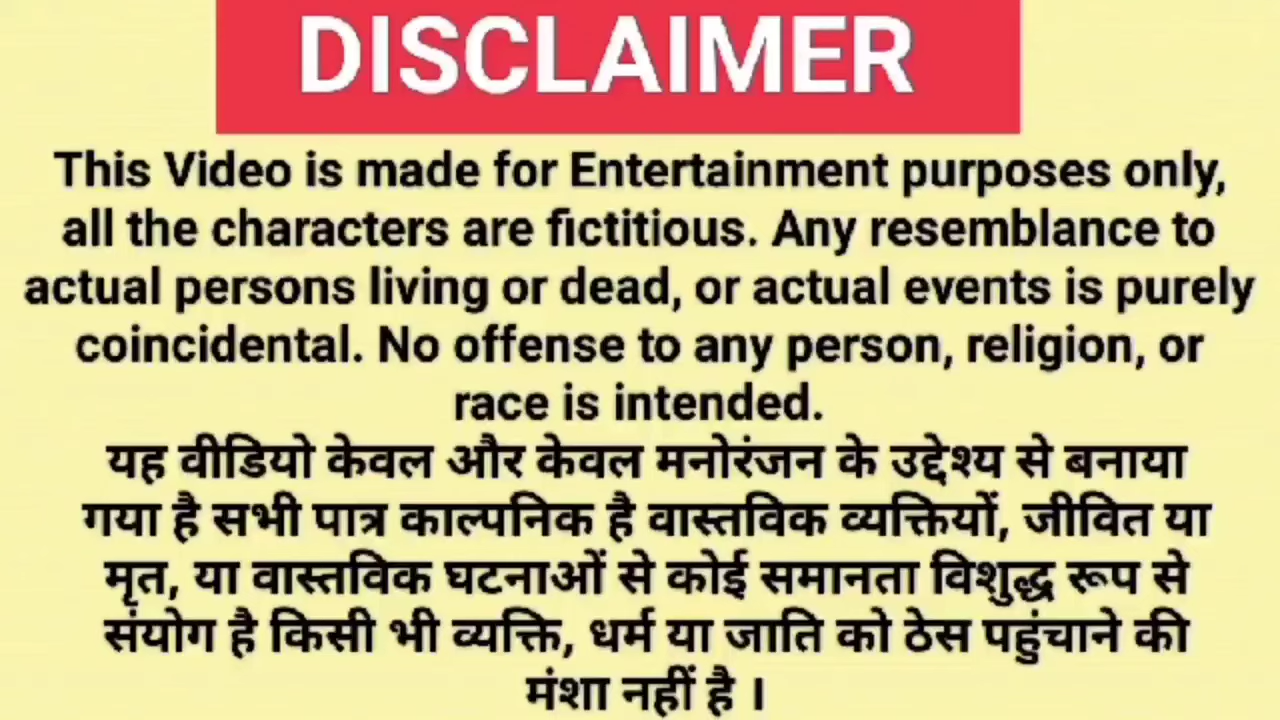 DISCLAIMER
This Video is made for Entertainment purposes only,
all the characters are fictitious. Any resemblance to
actual persons living or dead, or actual events is purely
coincidental. No offense to any person, religion, or
race is intended.
यह वीडियो केवल और केवल मनोरंजन के उद्देश्य से बनाया
गया है सभी पात्र काल्पनिक है वास्तविक व्यक्तियों, जीवित या
मृत, या वास्तविक घटनाओं से कोई समानता विशुद्ध रूप से
संयोग है किसी भी व्यक्ति, धर्म या जाति को ठेस पहुंचाने की
मंशा नहीं है ।